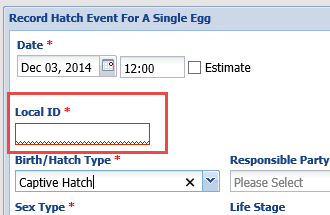 Record Hatch Event For A Single Egg
Date *
Dec 03, 2014 12:00 Estimate
Local ID *
Birth/Hatch Type * Responsible Party
Captive Hatch Please Select
Sex Type * Life Stage